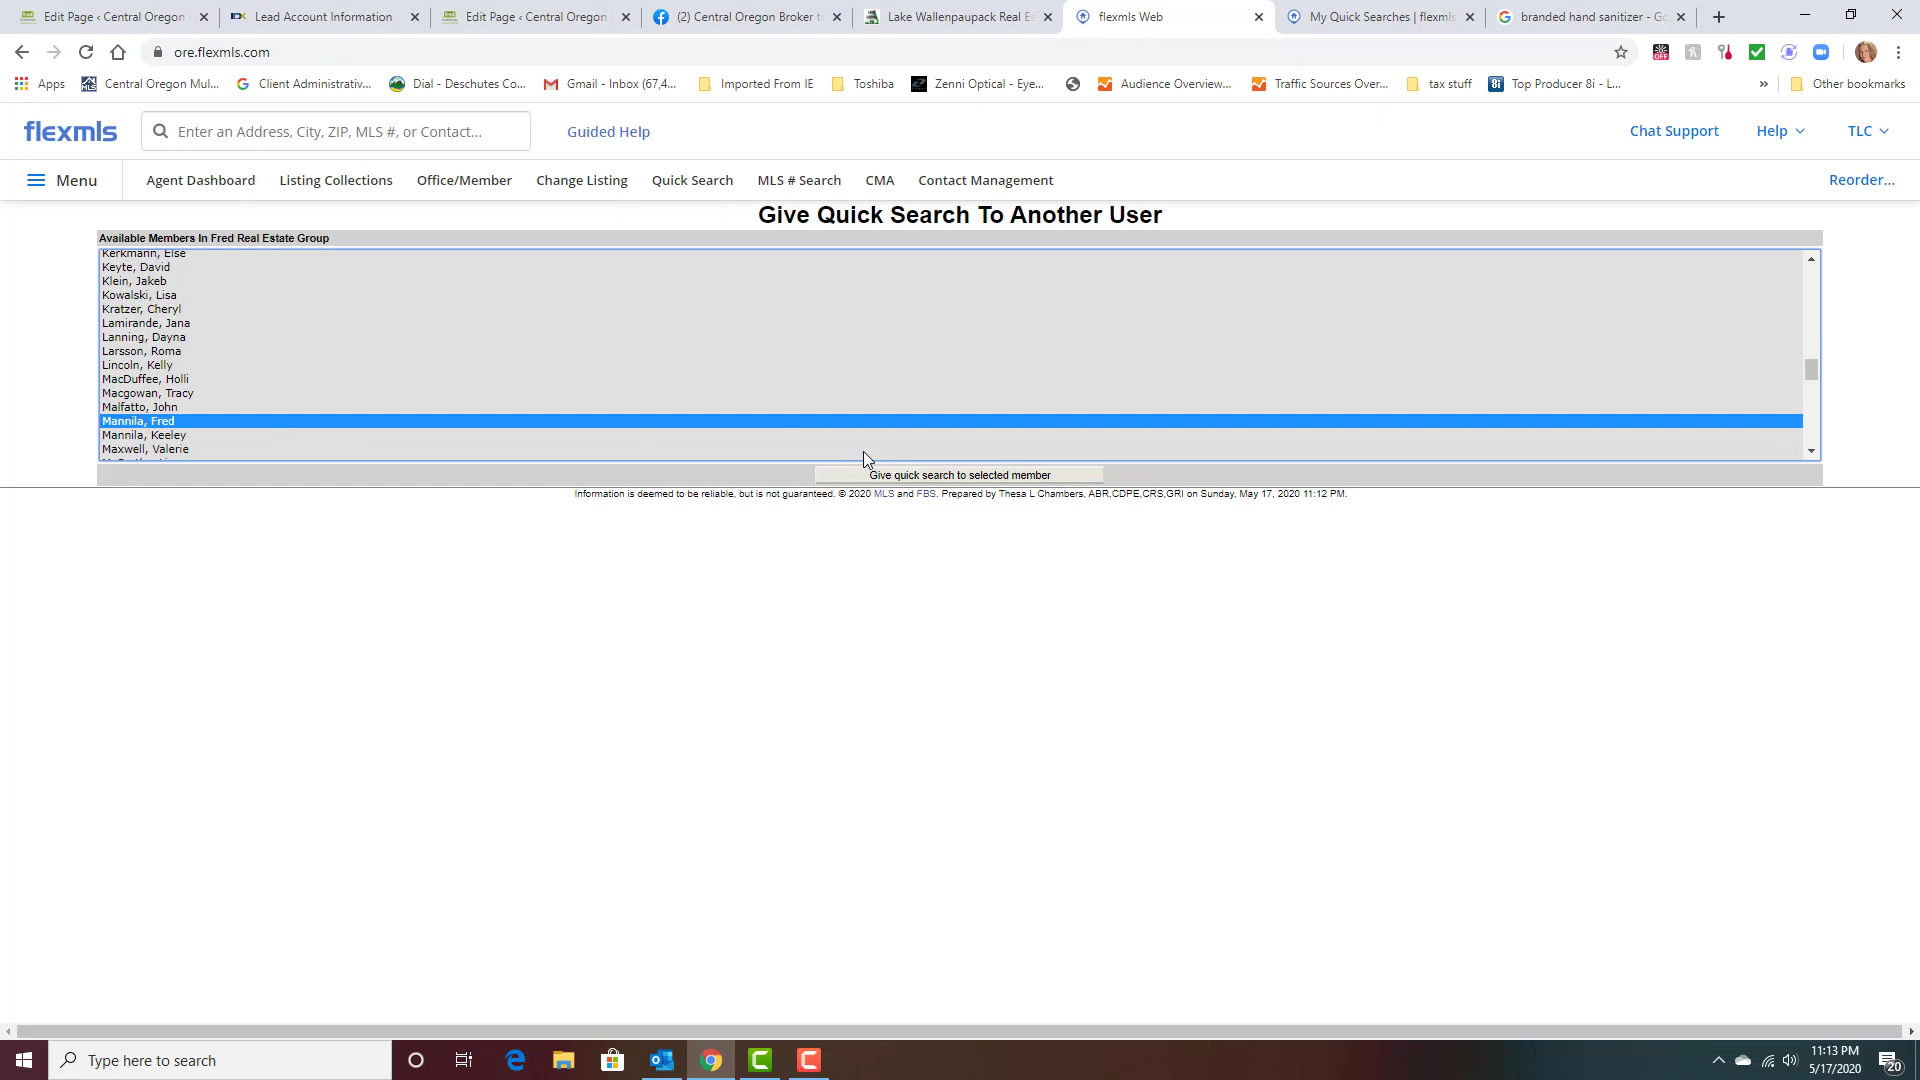 Edit Page ‹ Central Oregon
Lead Account Information
Edit Page ‹ Central Oregon
(2) Central Oregon Broker t
Lake Wallenpaupack Real Es
flexmls Web
My Quick Searches | flexmls
branded hand sanitizer - Go
ore.flexmls.com
OFF
Apps
MLS
Central Oregon Mul...
Client Administrativ...
Dial - Deschutes Co...
Gmail - Inbox (67,4...
Imported From IE
Toshiba
Zenni Optical - Eye...
Audience Overview...
Traffic Sources Over...
tax stuff
8i
Top Producer 8i - L...
»
Other bookmarks
flexmls
Enter an Address, City, ZIP, MLS #, or Contact...
Guided Help
Chat Support
Help
TLC
Menu
Agent Dashboard
Listing Collections
Office/Member
Change Listing
Quick Search
MLS # Search
CMA
Contact Management
Reorder...
Give Quick Search To Another User
Available Members In Fred Real Estate Group
Kerkmann, Else
Keyte, David
Klein, Jakeb
Kowalski, Lisa
Kratzer, Cheryl
Lamirande, Jana
Lanning, Dayna
Larsson, Roma
Lincoln, Kelly
MacDuffee, Holli
Macgowan, Tracy
Malfatto, John
Mannila, Fred
Mannila, Keeley
Maxwell, Valerie
Give quick search to selected member
Information is deemed to be reliable, but is not guaranteed. © 2020 MLS and FBS. Prepared by Thesa L Chambers, ABR,CDPE,CRS,GRI on Sunday, May 17, 2020 11:12 PM.
Type here to search
11:13 PM
5/17/2020
20